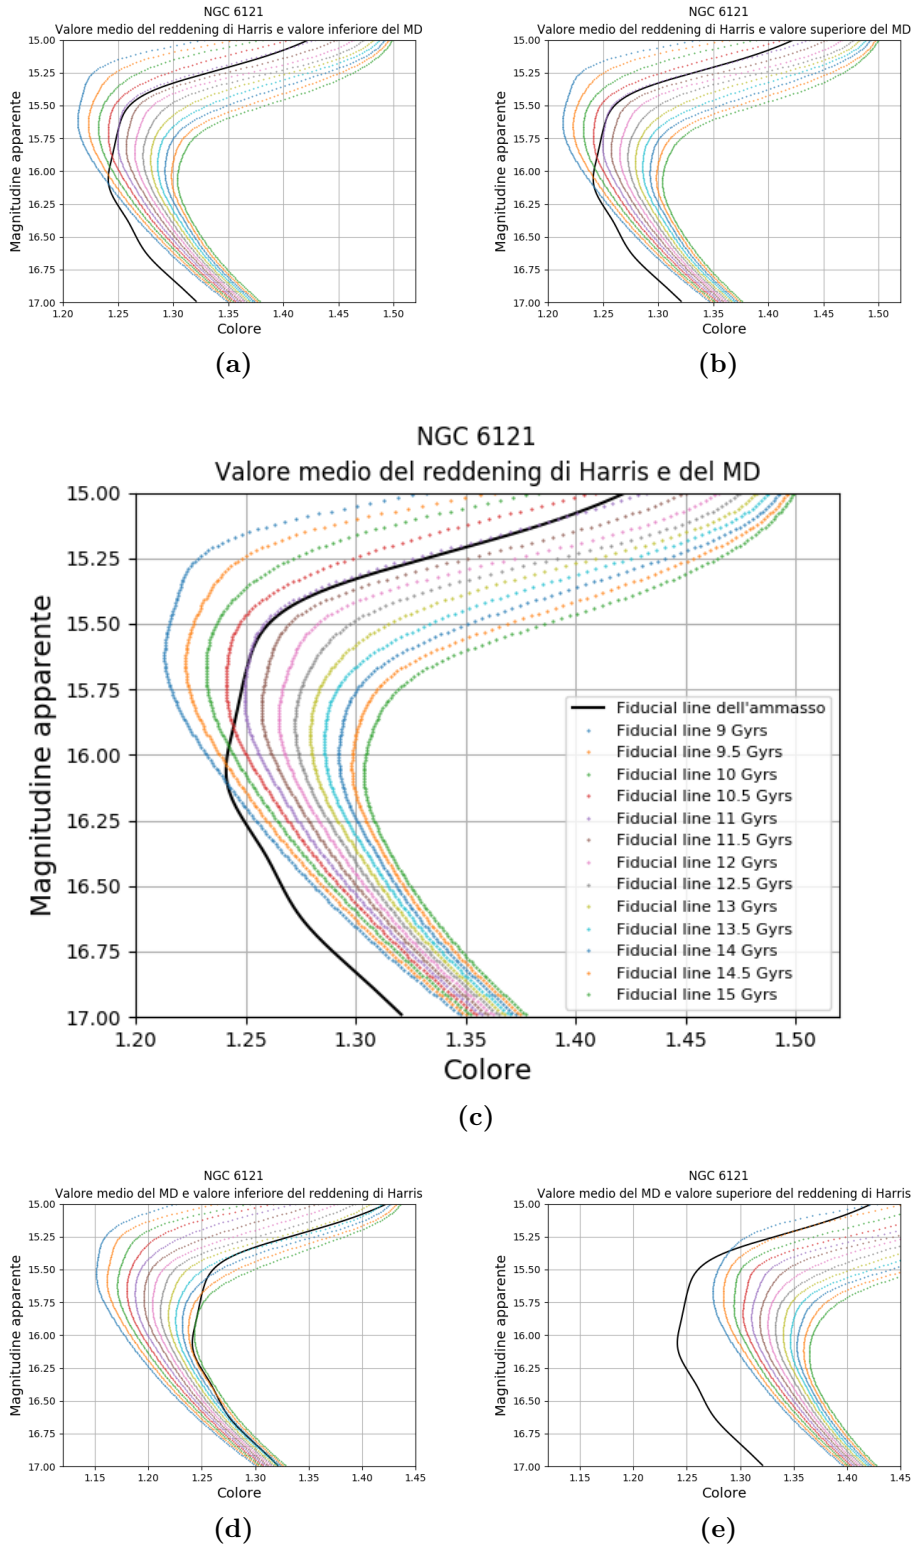 NGC 6121
Valore medio del reddening di Harris e valore inferiore del MD
Magnitudine apparente
15.00
15.25
15.50
15.75
16.00
16.25
16.50
16.75
17.00
1.20
1.25
1.30
1.35
1.40
1.45
1.50
Colore
(a)
NGC 6121
Valore medio del reddening di Harris e valore superiore del MD
Magnitudine apparente
15.00
15.25
15.50
15.75
16.00
16.25
16.50
16.75
17.00
1.20
1.25
1.30
1.35
1.40
1.45
1.50
Colore
(b)
NGC 6121
Valore medio del reddening di Harris e del MD
Magnitudine apparente
15.00
15.25
15.50
15.75
16.00
16.25
16.50
16.75
17.00
Fiducial line dell'ammasso
Fiducial line 9 Gyrs
Fiducial line 9.5 Gyrs
Fiducial line 10 Gyrs
Fiducial line 10.5 Gyrs
Fiducial line 11 Gyrs
Fiducial line 11.5 Gyrs
Fiducial line 12 Gyrs
Fiducial line 12.5 Gyrs
Fiducial line 13 Gyrs
Fiducial line 13.5 Gyrs
Fiducial line 14 Gyrs
Fiducial line 14.5 Gyrs
Fiducial line 15 Gyrs
1.20
1.25
1.30
1.35
1.40
1.45
1.50
Colore
(c)
NGC 6121
Valore medio del MD e valore inferiore del reddening di Harris
Magnitudine apparente
15.00
15.25
15.50
15.75
16.00
16.25
16.50
16.75
17.00
1.15
1.20
1.25
1.30
1.35
1.40
1.45
Colore
(d)
NGC 6121
Valore medio del MD e valore superiore del reddening di Harris
Magnitudine apparente
15.00
15.25
15.50
15.75
16.00
16.25
16.50
16.75
17.00
1.15
1.20
1.25
1.30
1.35
1.40
1.45
Colore
(e)